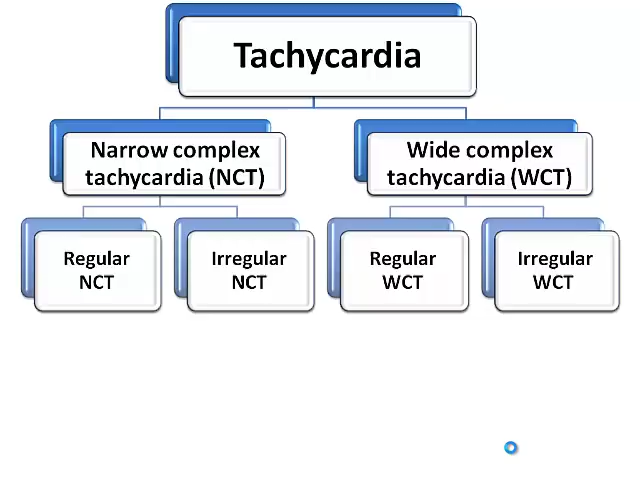 Tachycardia
Narrow complex
tachycardia (NCT)
Wide complex
tachycardia (WCT)
Regular
NCT
Irregular
NCT
Regular
WCT
Irregular
WCT